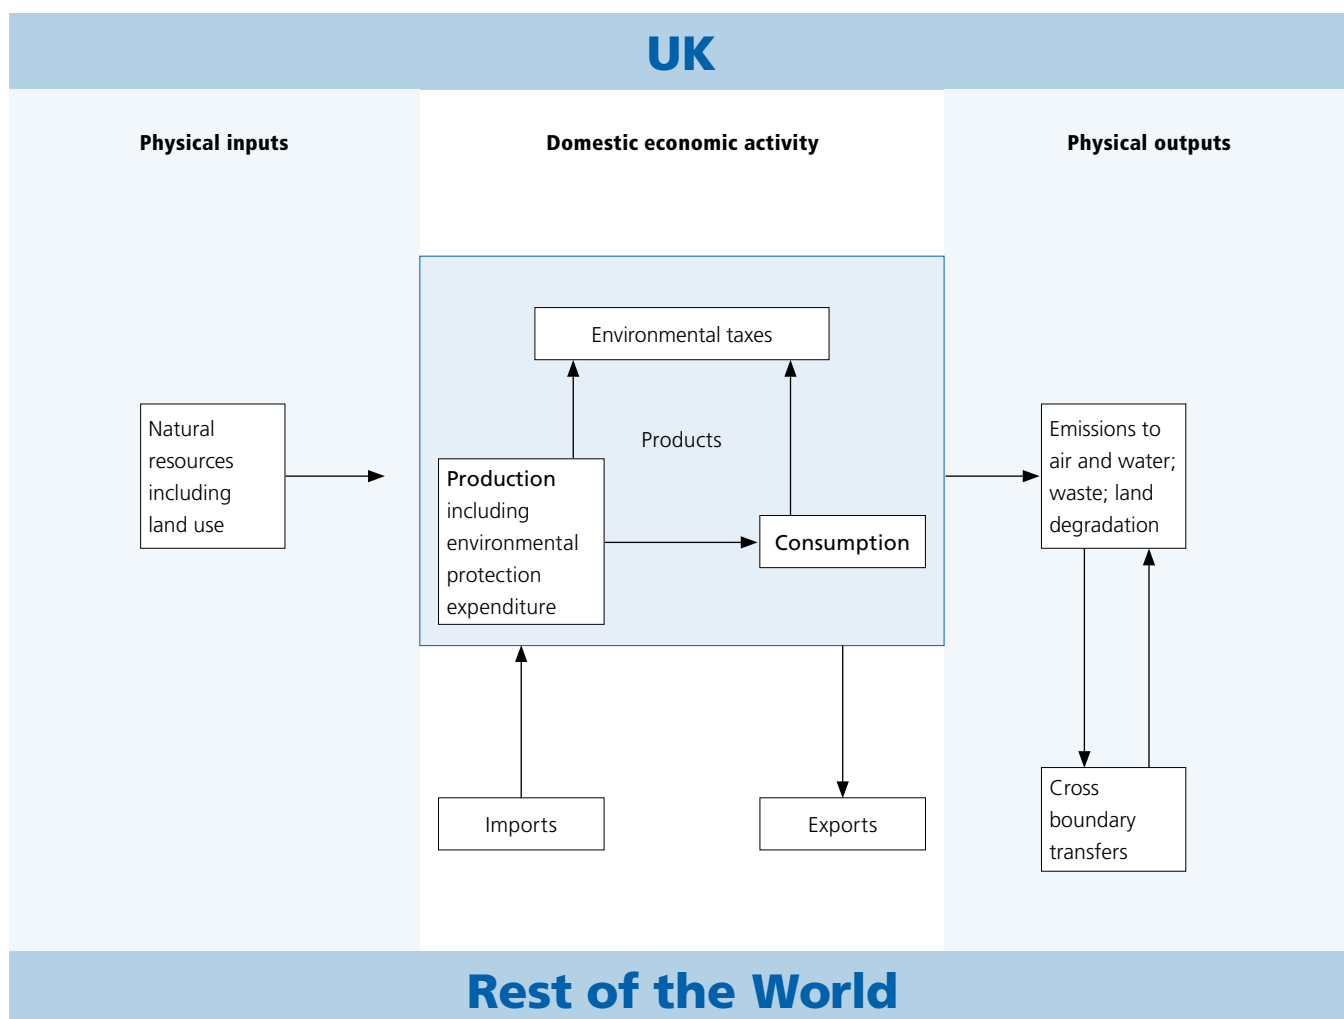 UK
Physical inputs
Domestic economic activity
Physical outputs
Environmental taxes
Natural
resources
including
land use
Products
Production
including
environmental
protection
expenditure
Consumption
Emissions to
air and water;
waste; land
degradation
Imports
Exports
Cross
boundary
transfers
Rest of the World